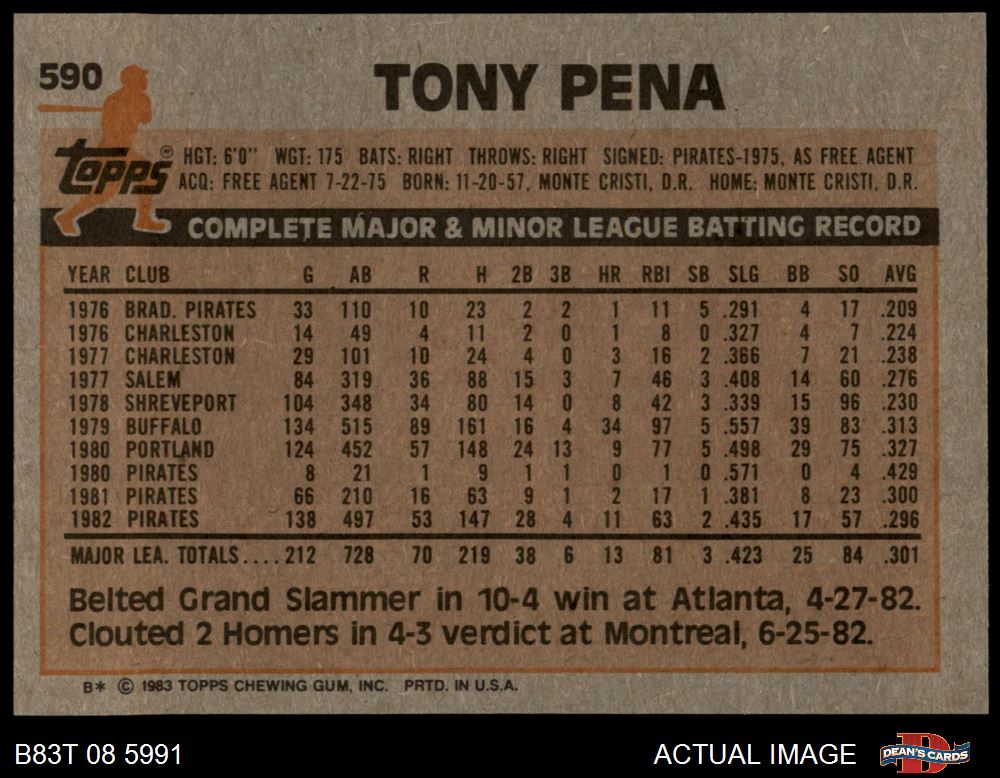 590
TONY PENA
topps®
HGT: 6'0" WGT: 175 BATS: RIGHT THROWS: RIGHT SIGNED: PIRATES-1975, AS FREE AGENT
ACQ: FREE AGENT 7-22-75 BORN: 11-20-57, MONTE CRISTI, D.R. HOME: MONTE CRISTI, D.R.
COMPLETE MAJOR & MINOR LEAGUE BATTING RECORD
YEAR CLUB G AB R H 2B 3B HR RBI SB SLG BB SO AVG
1976 BRAD. PIRATES 33 110 10 23 2 2 1 11 5 .291 4 17 .209
1976 CHARLESTON 14 49 4 11 2 0 1 8 0 .327 4 7 .224
1977 CHARLESTON 29 101 10 24 4 0 3 16 2 .366 7 21 .238
1977 SALEM 84 319 36 88 15 3 7 46 3 .408 14 60 .276
1978 SHREVEPORT 104 348 34 80 14 0 8 42 3 .339 15 96 .230
1979 BUFFALO 134 515 89 161 16 4 34 97 5 .557 39 83 .313
1980 PORTLAND 124 452 57 148 24 13 9 77 5 .498 29 75 .327
1980 PIRATES 8 21 1 9 1 1 0 1 0 .571 0 4 .429
1981 PIRATES 66 210 16 63 9 1 2 17 1 .381 8 23 .300
1982 PIRATES 138 497 53 147 28 4 11 63 2 .435 17 57 .296
MAJOR LEA. TOTALS....212 728 70 219 38 6 13 81 3 .423 25 84 .301
Belted Grand Slammer in 10-4 win at Atlanta, 4-27-82.
Clouted 2 Homers in 4-3 verdict at Montreal, 6-25-82.
B* © 1983 TOPPS CHEWING GUM, INC. PRTD. IN U.S.A.
B83T 08 5991
ACTUAL IMAGE
D
DEAN'S CARDS